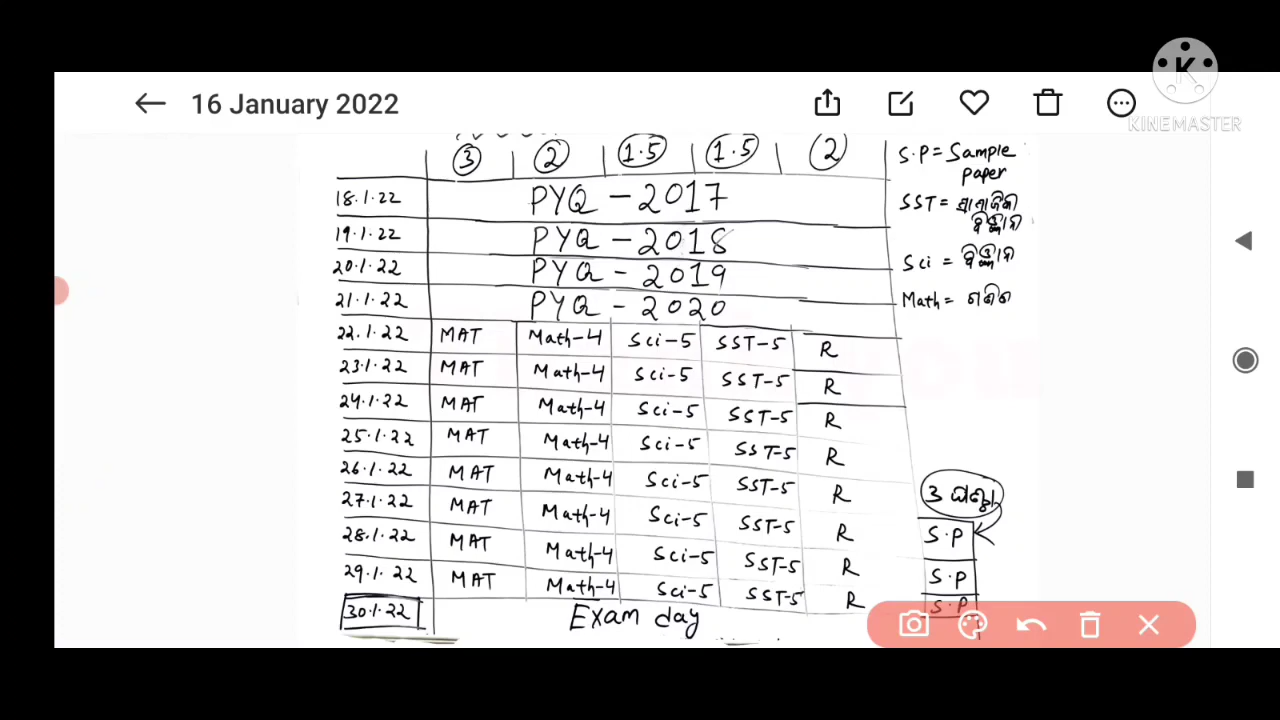 16 January 2022
KINEMASTER
3 2 1.5 1.5 2
18.1.22 PYQ - 2017
19.1.22 PYQ - 2018
20.1.22 PYQ - 2019
21.1.22 PYQ - 2020
22.1.22 MAT Math-4 Sci-5 SST-5 R
23.1.22 MAT Math-4 Sci-5 SST-5 R
24.1.22 MAT Math-4 Sci-5 SST-5 R
25.1.22 MAT Math-4 Sci-5 SST-5 R
26.1.22 MAT Math-4 Sci-5 SST-5 R
27.1.22 MAT Math-4 Sci-5 SST-5 R
28.1.22 MAT Math-4 Sci-5 SST-5 R
29.1.22 MAT Math-4 Sci-5 SST-5 R
30.1.22 Exam day
S.P = Sample
paper
SST = ସାମାଜିକ
ବିଜ୍ଞାନ
Sci = ବିଜ୍ଞାନ
Math = ଗଣିତ
3 ଘଣ୍ଟା
S.P
S.P
S.P